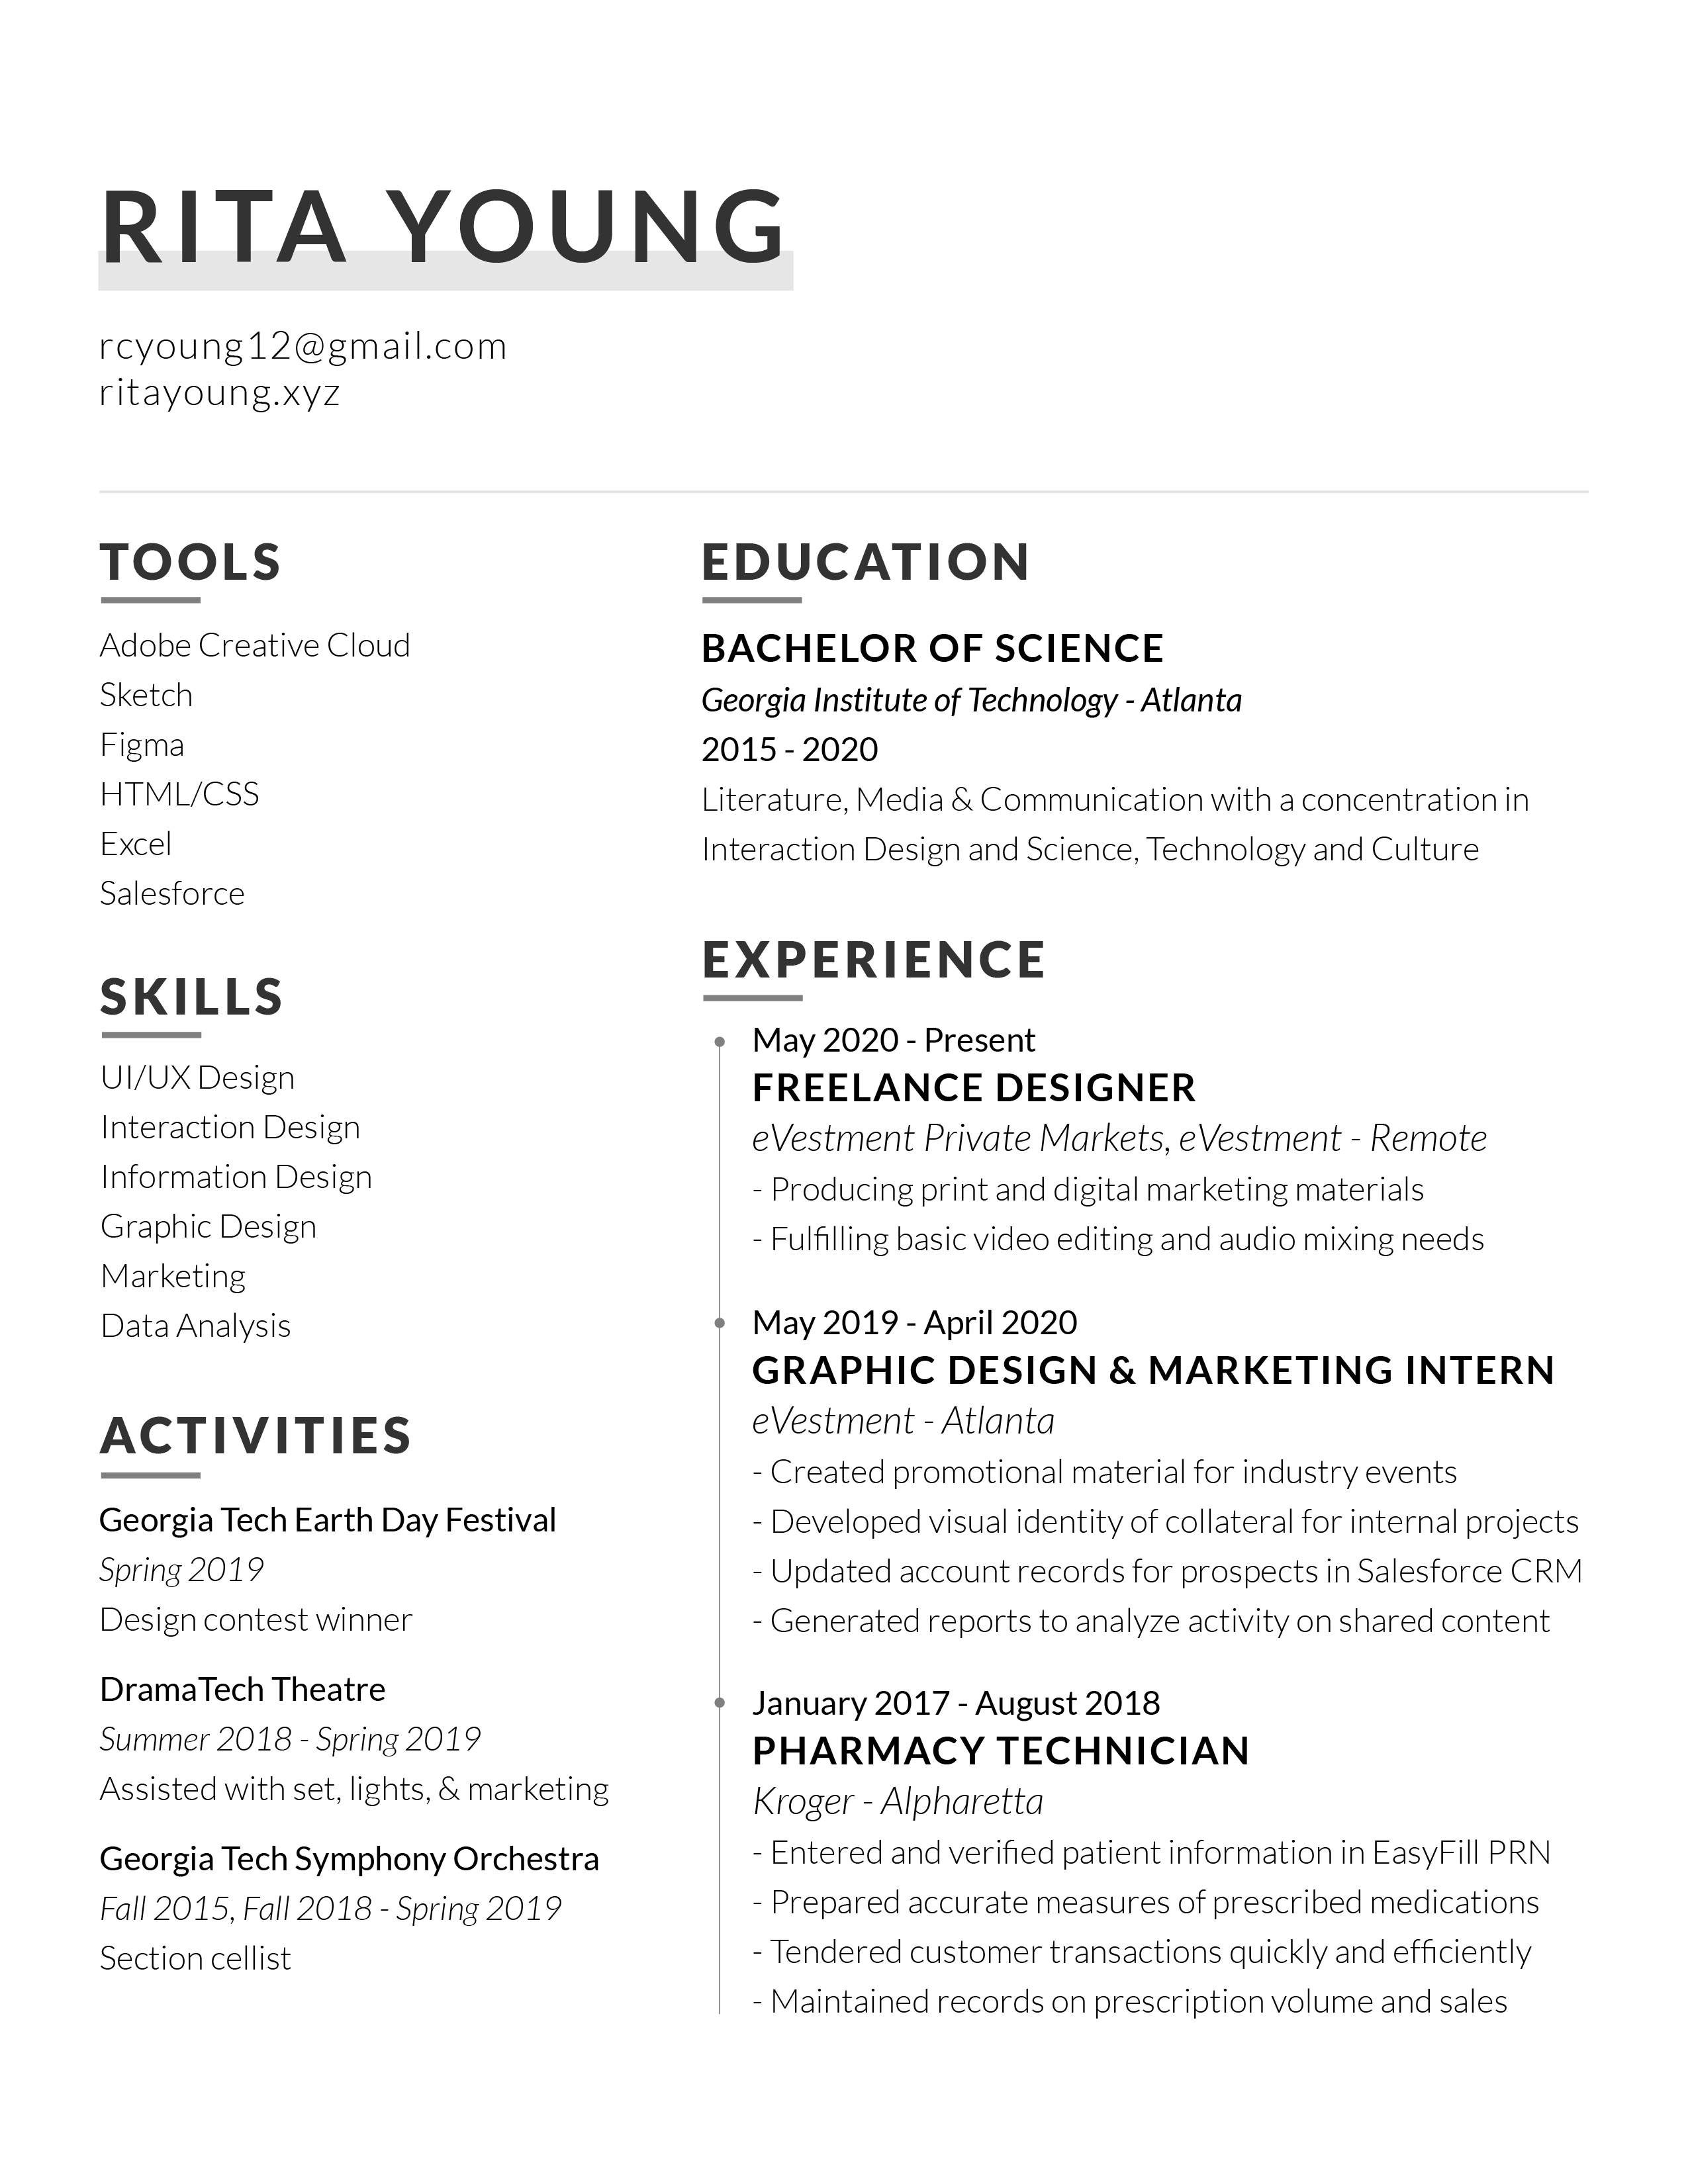 RITA YOUNG
rcyoung12@gmail.com
ritayoung.xyz
TOOLS
Adobe Creative Cloud
Sketch
Figma
HTML/CSS
Excel
Salesforce
SKILLS
UI/UX Design
Interaction Design
Information Design
Graphic Design
Marketing
Data Analysis
ACTIVITIES
Georgia Tech Earth Day Festival
Spring 2019
Design contest winner
DramaTech Theatre
Summer 2018 - Spring 2019
Assisted with set, lights, & marketing
Georgia Tech Symphony Orchestra
Fall 2015, Fall 2018 - Spring 2019
Section cellist
EDUCATION
BACHELOR OF SCIENCE
Georgia Institute of Technology - Atlanta
2015 - 2020
Literature, Media & Communication with a concentration in
Interaction Design and Science, Technology and Culture
EXPERIENCE
May 2020 - Present
FREELANCE DESIGNER
eVestment Private Markets, eVestment - Remote
- Producing print and digital marketing materials
- Fulfilling basic video editing and audio mixing needs
May 2019 - April 2020
GRAPHIC DESIGN & MARKETING INTERN
eVestment - Atlanta
- Created promotional material for industry events
- Developed visual identity of collateral for internal projects
- Updated account records for prospects in Salesforce CRM
- Generated reports to analyze activity on shared content
January 2017 - August 2018
PHARMACY TECHNICIAN
Kroger - Alpharetta
- Entered and verified patient information in EasyFill PRN
- Prepared accurate measures of prescribed medications
- Tendered customer transactions quickly and efficiently
- Maintained records on prescription volume and sales